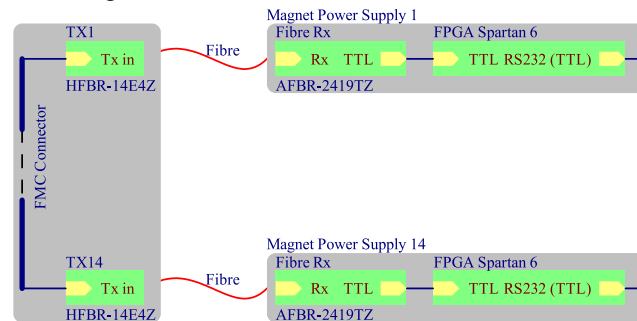 Magnet Power Supply 1
TX1
Fibre Rx
FPGA Spartan 6
Fibre
Tx in
Rx TTL
TTL RS232 (TTL)
HFBR-14E4Z
AFBR-2419TZ
FMC Connector
Magnet Power Supply 14
TX14
Fibre Rx
FPGA Spartan 6
Fibre
Tx in
Rx TTL
TTL RS232 (TTL)
HFBR-14E4Z
AFBR-2419TZ